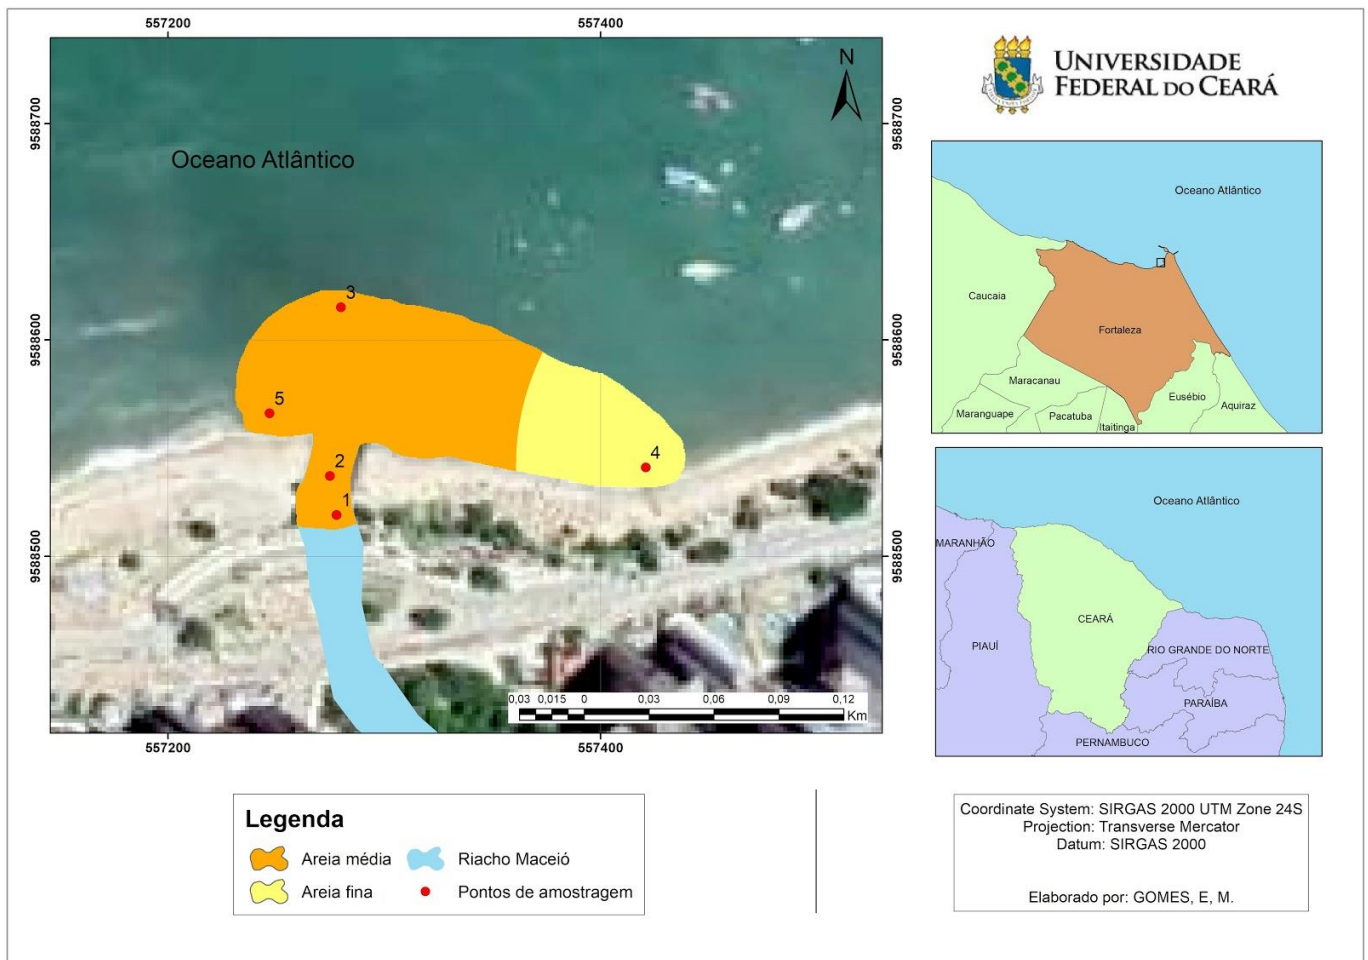 557200
557400
UNIVERSIDADE
FEDERAL DO CEARÁ
N
9588700
9588700
Oceano Atlântico
3
9588600
9588600
5
4
2
1
9588500
9588500
0,03 0,015 0 0,03 0,06 0,09 0,12
Km
557200
557400
Oceano Atlântico
Caucaia
Fortaleza
Maracanau
Eusébio
Maranguape
Pacatuba
Aquiraz
Itaitinga
Oceano Atlântico
MARANHÃO
CEARÁ
PIAUÍ
RIO GRANDE DO NORTE
PARAÍBA
PERNAMBUCO
Legenda
Areia média
Riacho Maceió
Areia fina
Pontos de amostragem
Coordinate System: SIRGAS 2000 UTM Zone 24S
Projection: Transverse Mercator
Datum: SIRGAS 2000
Elaborado por: GOMES, E, M.